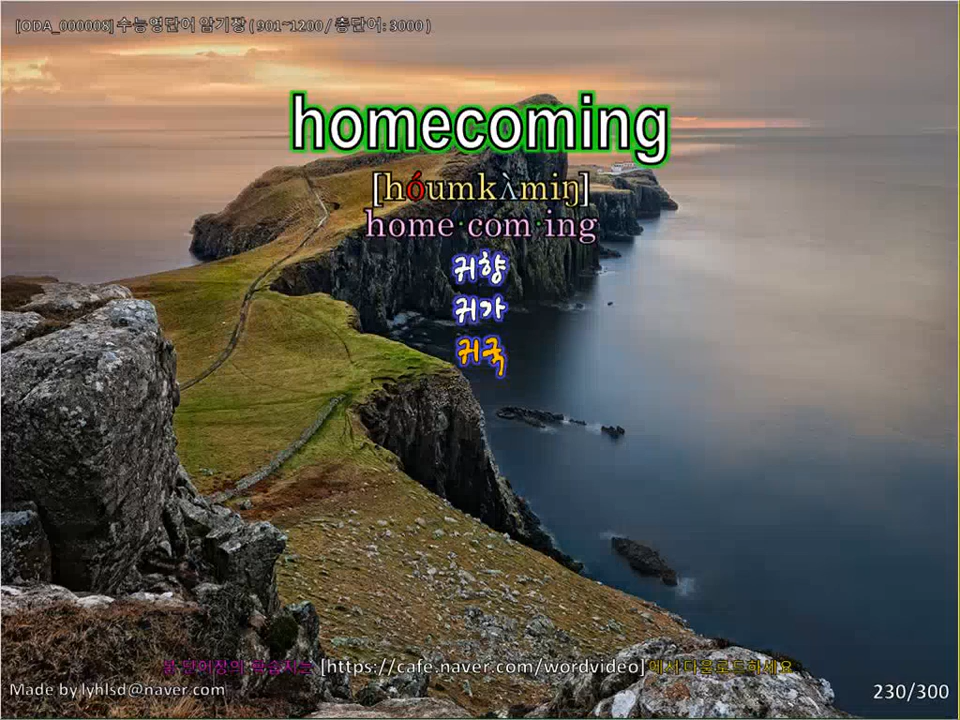 [ODA_000008] 수능영단어 암기장 ( 901~1200 / 총단어: 3000 )
homecoming
[hóumkʌ̀miŋ]
home·com·ing
귀향
귀가
귀국
본 단어장의 학습지는 [https://cafe.naver.com/wordvideo] 에서 다운로드하세요
Made by lyhlsd@naver.com
230/300